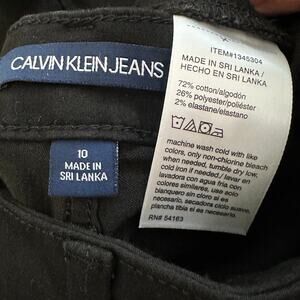 CALVIN KLEIN JEANS
10
MADE IN
SRI LANKA
ITEM#1345304
MADE IN SRI LANKA /
HECHO EN SRI LANKA
72% cotton/algodón
26% polyester/poliéster
2% elastane/elastano
machine wash cold with like
colors, only non-chlorine bleach
when needed, tumble dry low,
cold iron if needed./ lavar en
lavadora con agua fria con
colores similares, use
blanqueador sin cloro si es
necesario, secadora ciclo suave,
plancha tibia si es necesario.
RN# 54163